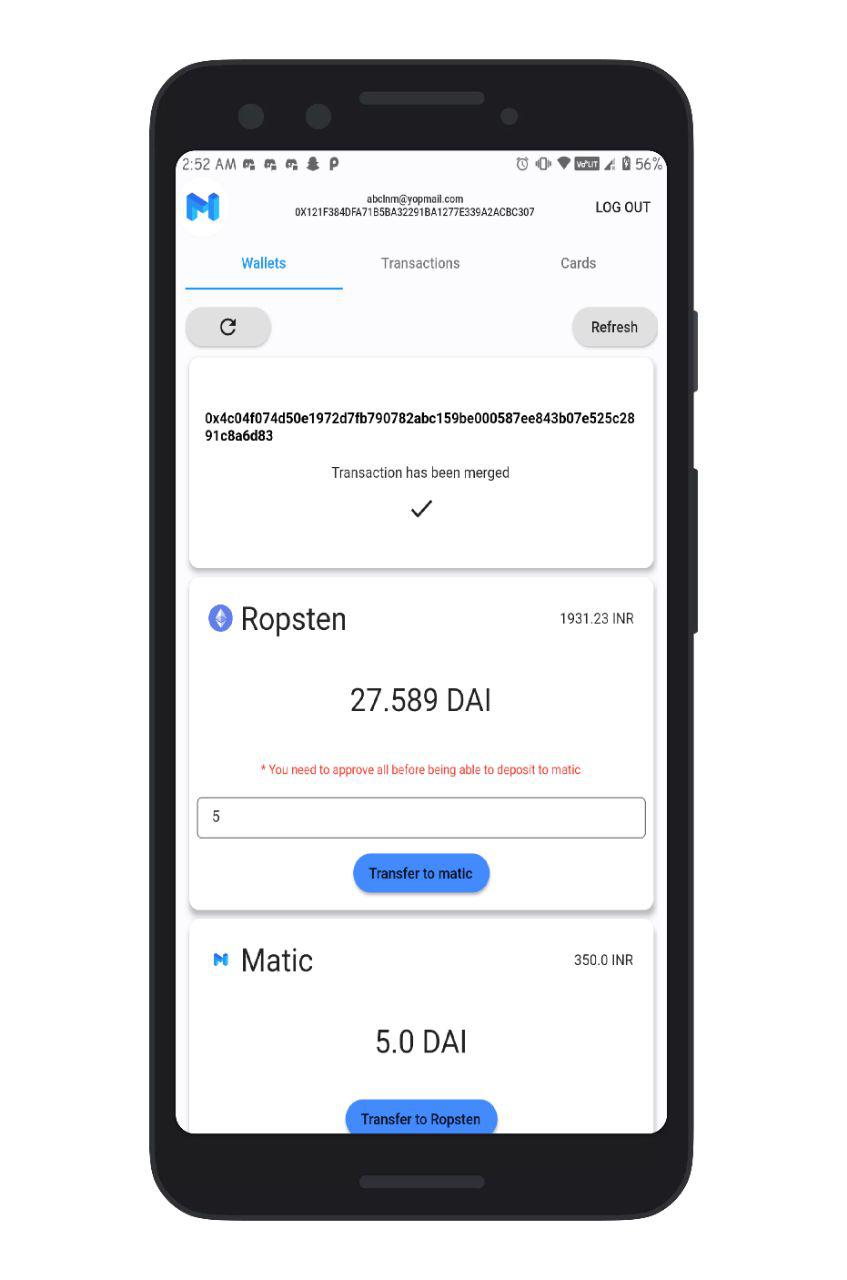 2:52 AM 56%
abclnm@yopmail.com
0X121F384DFA71B5BA32291BA1277E339A2ACBC307
LOG OUT
Wallets Transactions Cards
Refresh
0x4c04f074d50e1972d7fb790782abc159be000587ee843b07e525c28
91c8a6d83
Transaction has been merged
Ropsten 1931.23 INR
27.589 DAI
* You need to approve all before being able to deposit to matic
5
Transfer to matic
Matic 350.0 INR
5.0 DAI
Transfer to Ropsten